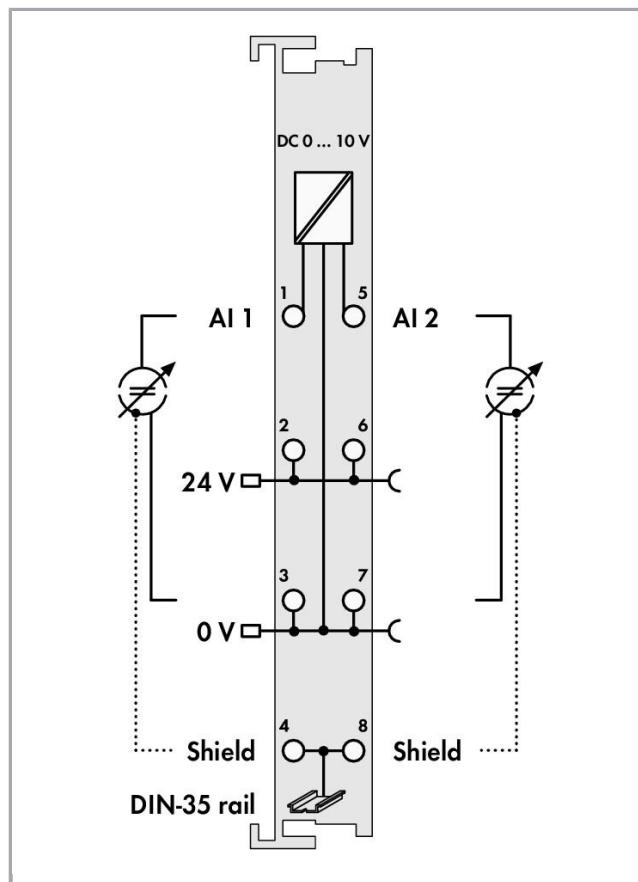 DC 0 ... 10 V
1 5
AI 1 AI 2
2 6
24 V
3 7
0 V
4 8
Shield Shield
DIN-35 rail